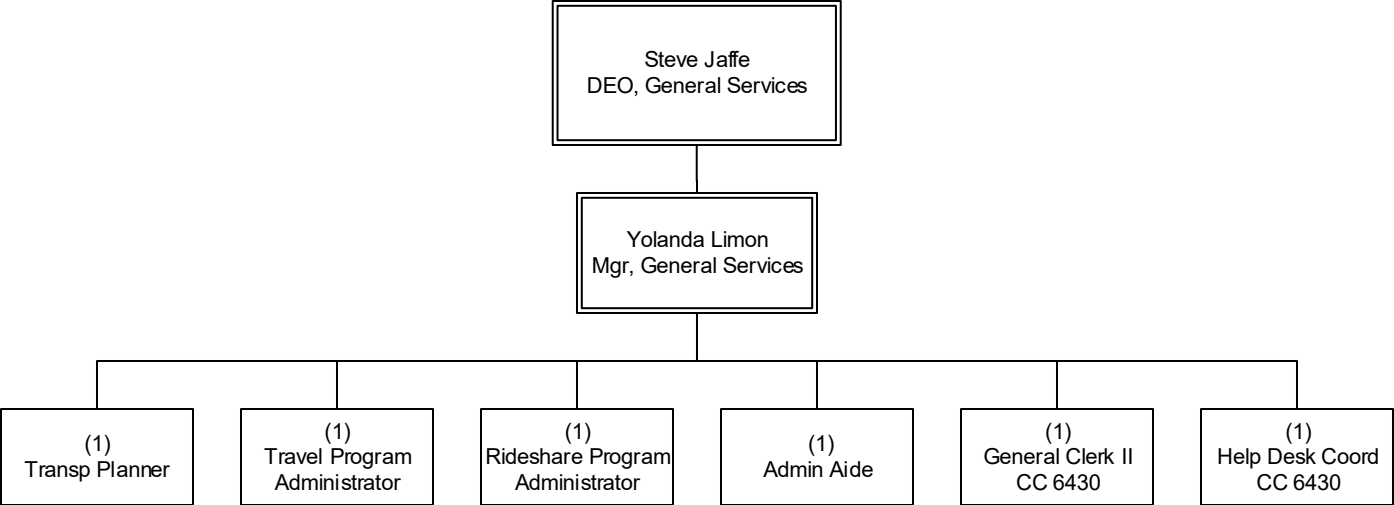 Steve Jaffe
DEO, General Services
Yolanda Limon
Mgr, General Services
(1)
Transp Planner
(1)
Travel Program
Administrator
(1)
Rideshare Program
Administrator
(1)
Admin Aide
(1)
General Clerk II
CC 6430
(1)
Help Desk Coord
CC 6430